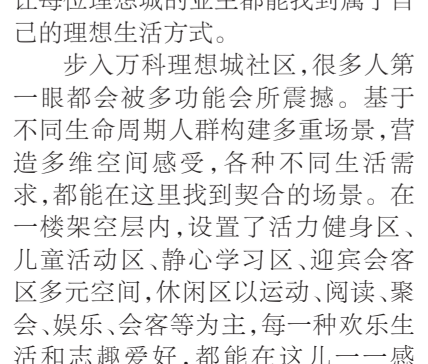 让每位理想城的业主都能找到属于自
己的理想生活方式。
步入万科理想城社区,很多人第
一眼都会被多功能会所震撼。基于
不同生命周期人群构建多重场景,营
造多维空间感受,各种不同生活需
求,都能在这里找到契合的场景。在
一楼架空层内,设置了活力健身区、
儿童活动区、静心学习区、迎宾会客
区多元空间,休闲区以运动、阅读、聚
会、娱乐、会客等为主,每一种欢乐生
活和志趣爱好,都能在这儿一一感